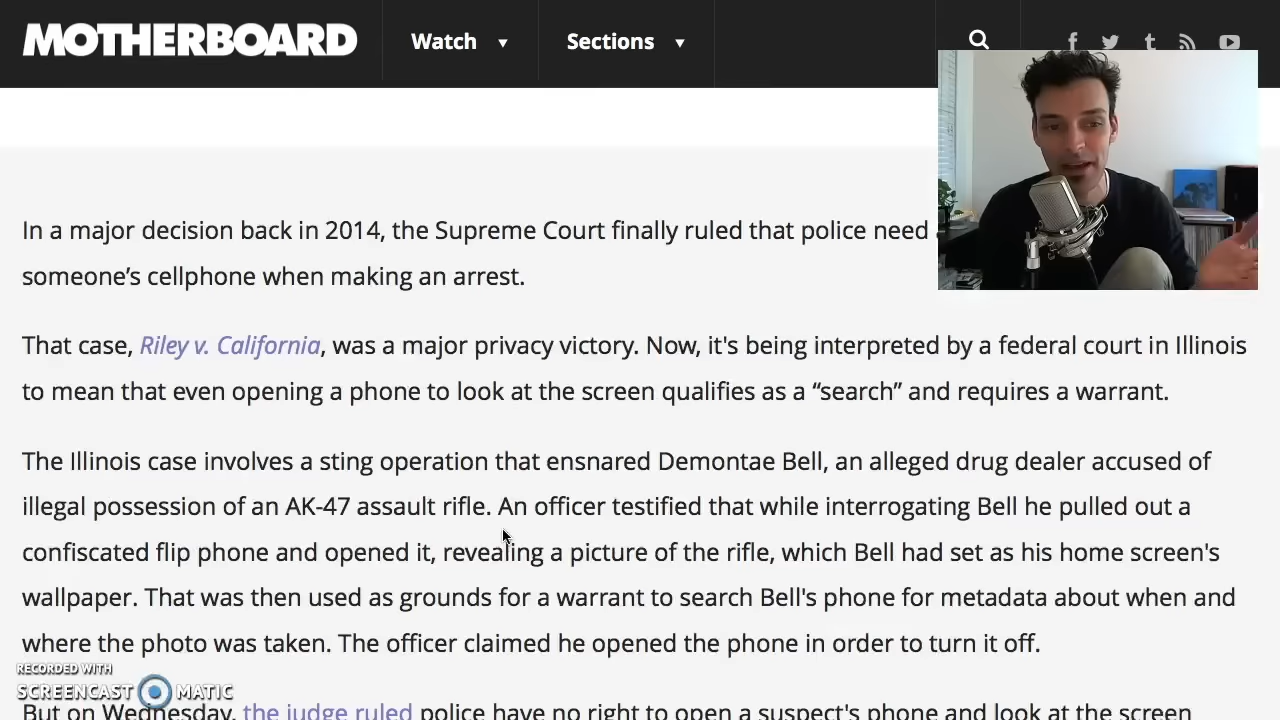 MOTHERBOARD Watch Sections
In a major decision back in 2014, the Supreme Court finally ruled that police need
someone's cellphone when making an arrest.
That case, Riley v. California, was a major privacy victory. Now, it's being interpreted by a federal court in Illinois
to mean that even opening a phone to look at the screen qualifies as a “search” and requires a warrant.
The Illinois case involves a sting operation that ensnared Demontae Bell, an alleged drug dealer accused of
illegal possession of an AK-47 assault rifle. An officer testified that while interrogating Bell he pulled out a
confiscated flip phone and opened it, revealing a picture of the rifle, which Bell had set as his home screen's
wallpaper. That was then used as grounds for a warrant to search Bell's phone for metadata about when and
where the photo was taken. The officer claimed he opened the phone in order to turn it off.
RECORDED WITH
SCREENCAST MATIC
But on Wednesday, the judge ruled police have no right to open a suspect's phone and look at the screen